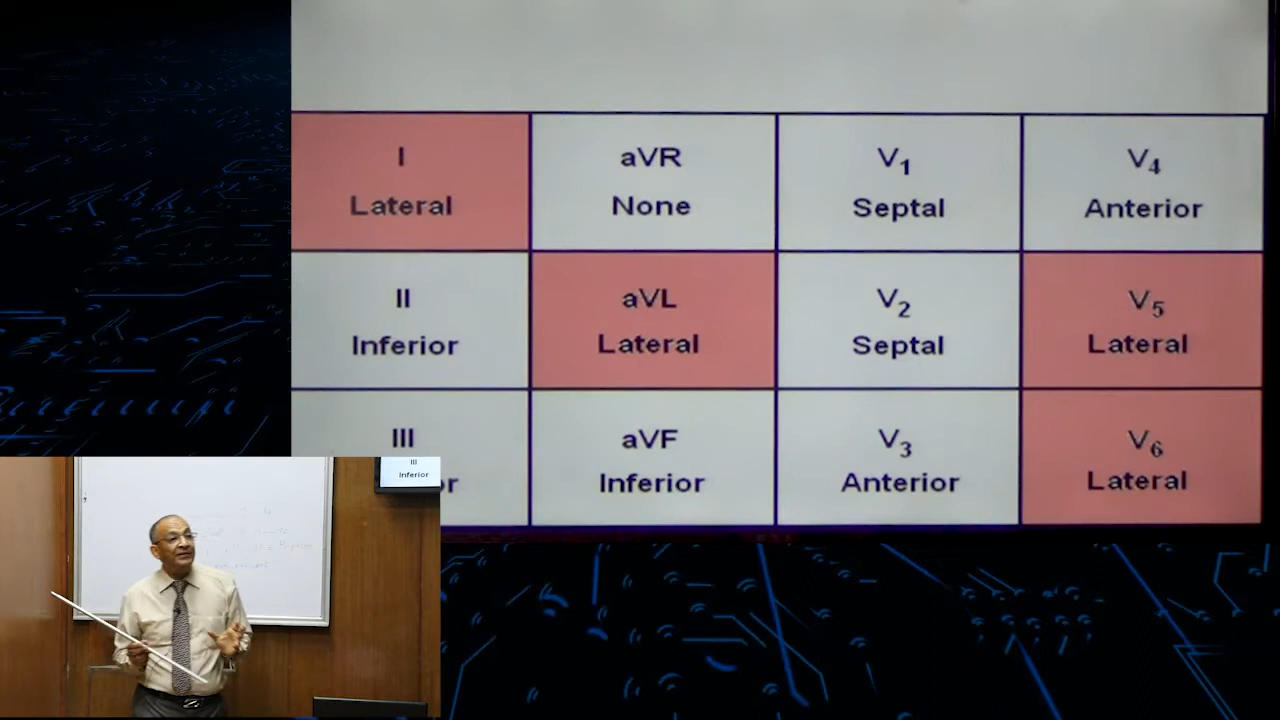 I
Lateral
aVR
None
V1
Septal
V4
Anterior
II
Inferior
aVL
Lateral
V2
Septal
V5
Lateral
III
aVF
Inferior
V3
Anterior
V6
Lateral
III
Inferior